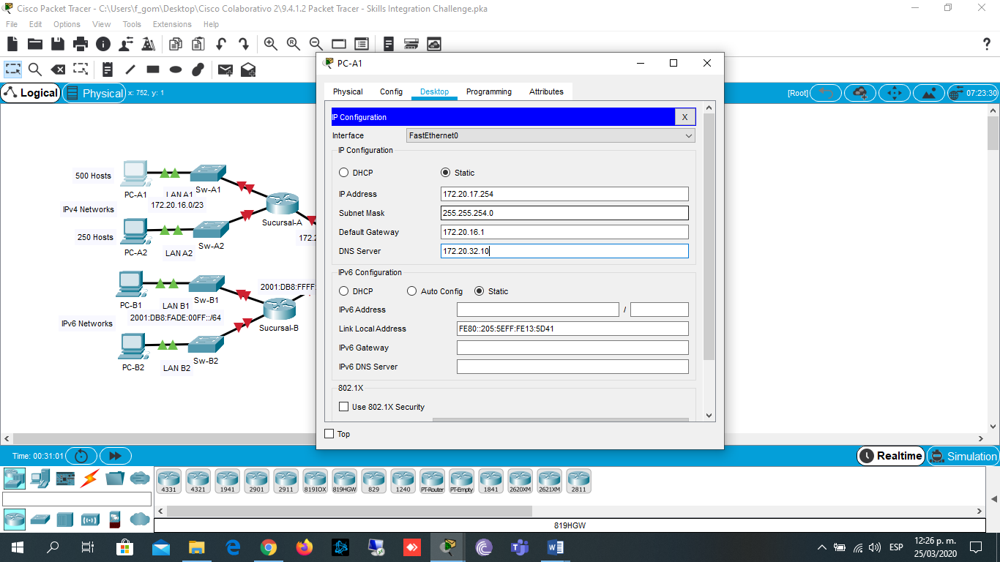 Cisco Packet Tracer - C:\Users\f_gom\Desktop\Cisco Colaborativo 2\9.4.1.2 Packet Tracer - Skills Integration Challenge.pka
File Edit Options View Tools Extensions Help
Logical
Physical
x: 752, y: 1
[Root]
07:23:30
500 Hosts
PC-A1
LAN A1
Sw-A1
172.20.16.0/23
IPv4 Networks
Sucursal-A
250 Hosts
PC-A2
LAN A2
Sw-A2
172.2
2001:DB8:FFFF:
PC-B1
LAN B1
Sw-B1
2001:DB8:FADE:00FF::/64
IPv6 Networks
Sucursal-B
PC-B2
LAN B2
Sw-B2
PC-A1
Physical Config Desktop Programming Attributes
IP Configuration
X
Interface
FastEthernet0
IP Configuration
DHCP
Static
IP Address
172.20.17.254
Subnet Mask
255.255.254.0
Default Gateway
172.20.16.1
DNS Server
172.20.32.10
IPv6 Configuration
DHCP
Auto Config
Static
IPv6 Address
/
Link Local Address
FE80::205:5EFF:FE13:5D41
IPv6 Gateway
IPv6 DNS Server
802.1X
Use 802.1X Security
Top
Time: 00:31:01
Realtime
Simulation
4331 4321 1941 2901 2911 819IOX 819HGW 829 1240 PT-Router PT-Empty 1841 2620XM 2621XM 2811
819HGW
ESP
12:26 p. m.
25/03/2020